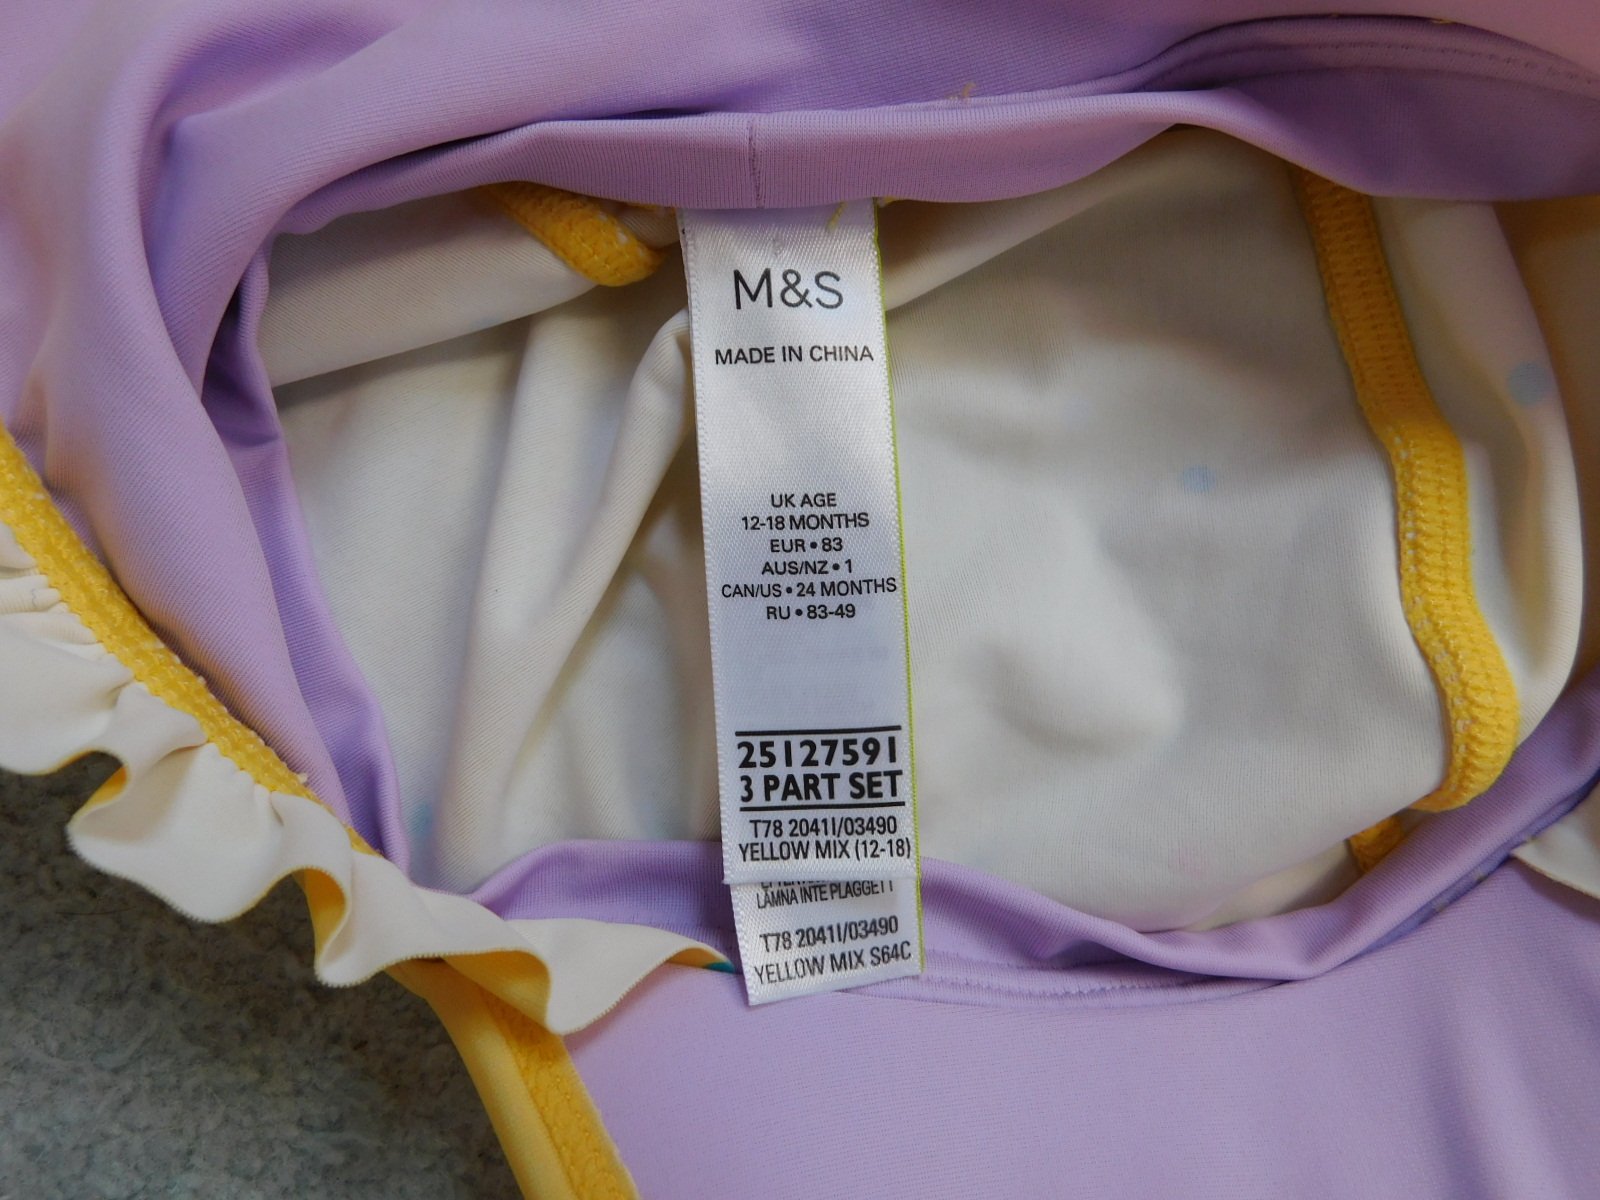 M&S
MADE IN CHINA
UK AGE
12-18 MONTHS
EUR • 83
AUS/NZ • 1
CAN/US • 24 MONTHS
RU • 83-49
25127591
3 PART SET
T78 2041I/03490
YELLOW MIX (12-18)
LÄMNA INTE PLAGGET I
T78 2041I/03490
YELLOW MIX S64C